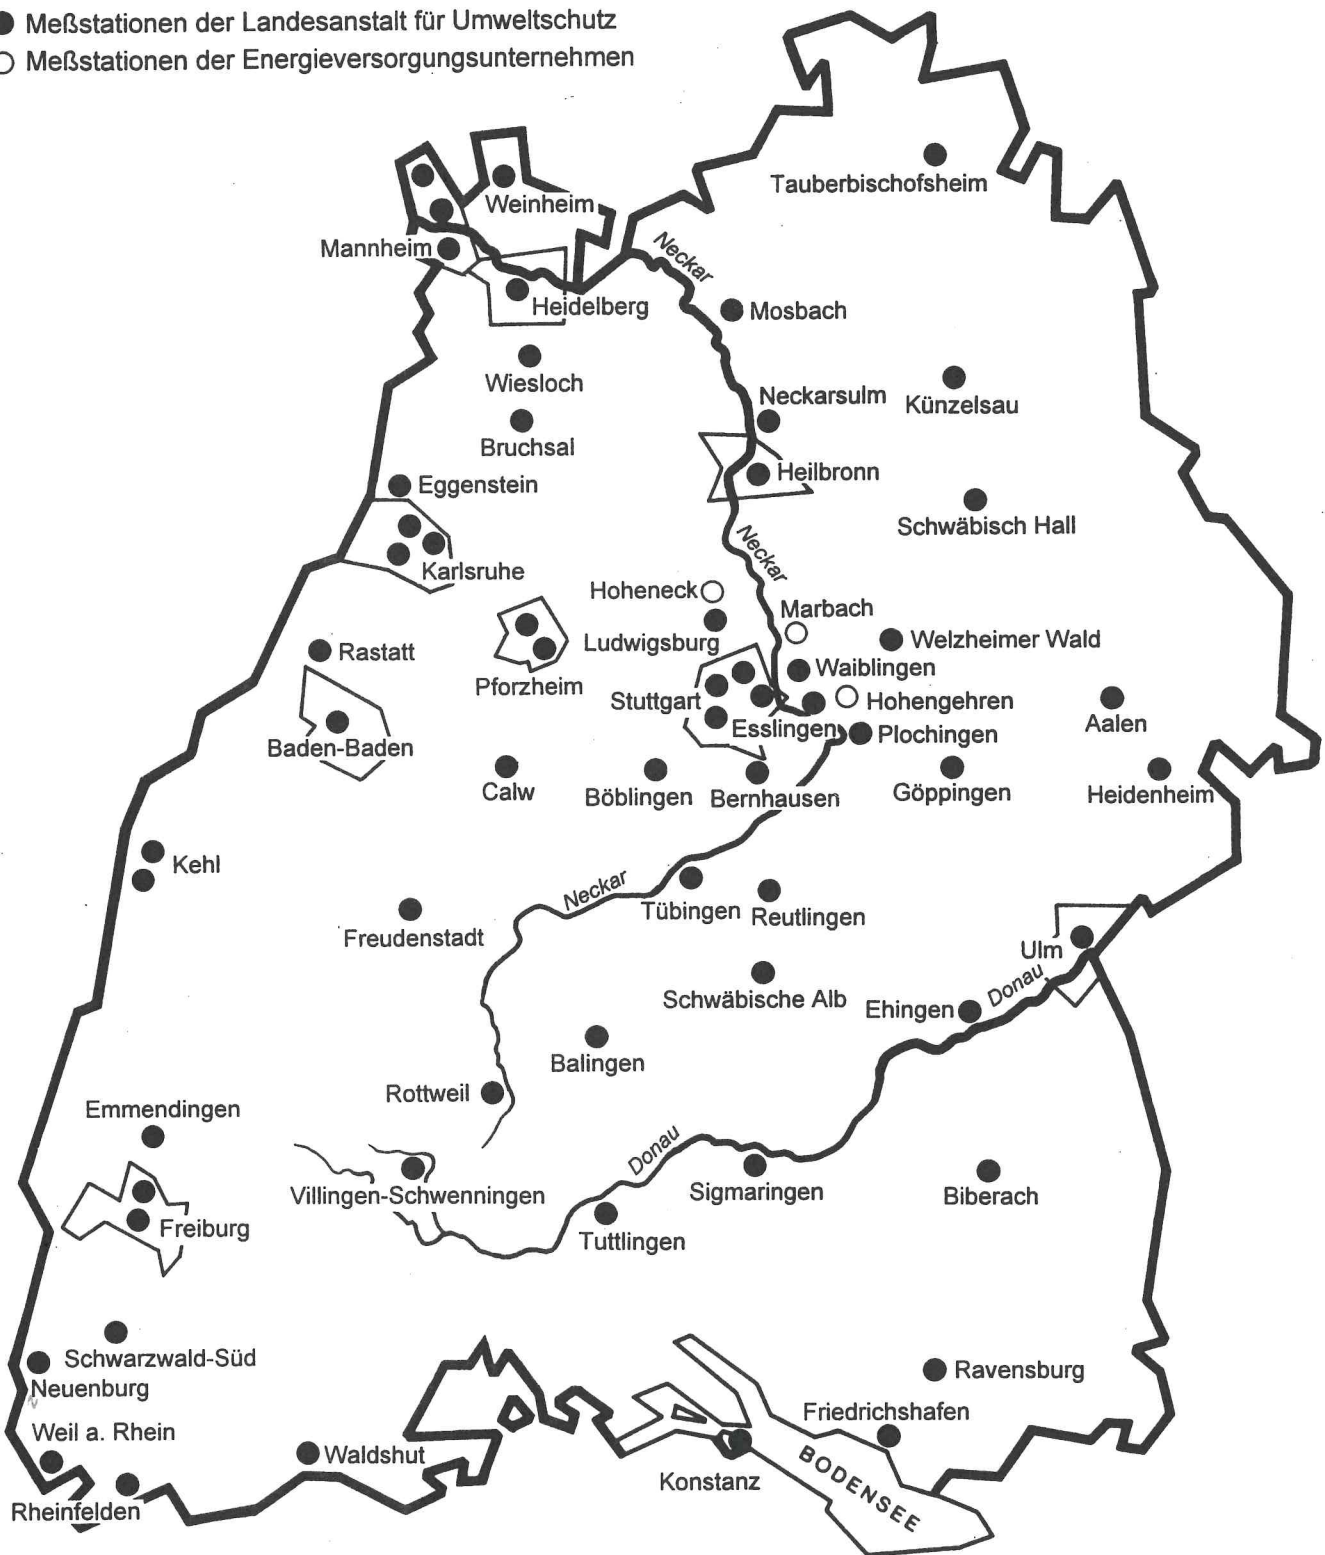 Meßstationen der Landesanstalt für Umweltschutz
Meßstationen der Energieversorgungsunternehmen
Tauberbischofsheim
Weinheim
Mannheim
Neckar
Heidelberg
Mosbach
Wiesloch
Neckarsulm
Künzelsau
Bruchsal
Heilbronn
Eggenstein
Schwäbisch Hall
Neckar
Karlsruhe
Hoheneck
Marbach
Ludwigsburg
Welzheimer Wald
Rastatt
Waiblingen
Pforzheim
Stuttgart
Hohengehren
Aalen
Esslingen
Plochingen
Baden-Baden
Calw
Böblingen
Bernhausen
Göppingen
Heidenheim
Kehl
Neckar
Tübingen
Reutlingen
Freudenstadt
Ulm
Donau
Schwäbische Alb
Ehingen
Balingen
Rottweil
Emmendingen
Donau
Villingen-Schwenningen
Sigmaringen
Biberach
Freiburg
Tuttlingen
Schwarzwald-Süd
Neuenburg
Ravensburg
Friedrichshafen
Weil a. Rhein
Waldshut
Konstanz
BODENSEE
Rheinfelden